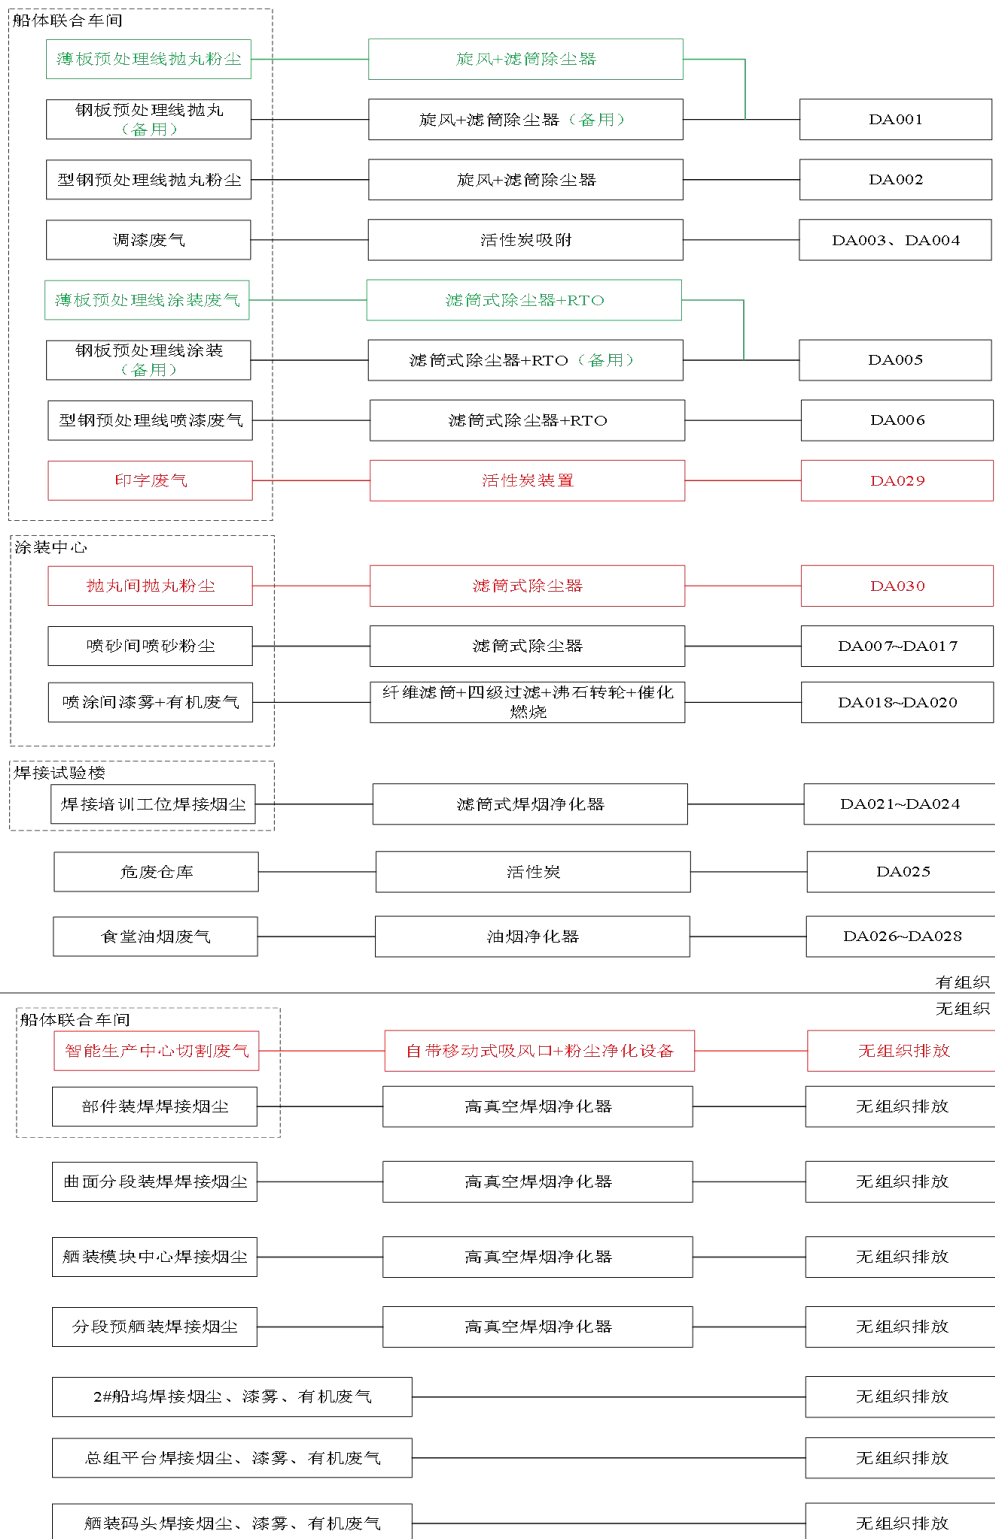 船体联合车间
薄板预处理线抛丸粉尘
旋风+滤筒除尘器
钢板预处理线抛丸
（备用）
旋风+滤筒除尘器（备用）
DA001
型钢预处理线抛丸粉尘
旋风+滤筒除尘器
DA002
调漆废气
活性炭吸附
DA003、DA004
薄板预处理线涂装废气
滤筒式除尘器+RTO
钢板预处理线涂装
（备用）
滤筒式除尘器+RTO（备用）
DA005
型钢预处理线喷漆废气
滤筒式除尘器+RTO
DA006
印字废气
活性炭装置
DA029
涂装中心
抛丸间抛丸粉尘
滤筒式除尘器
DA030
喷砂间喷砂粉尘
滤筒式除尘器
DA007~DA017
喷涂间漆雾+有机废气
纤维滤筒+四级过滤+沸石转轮+催化
燃烧
DA018~DA020
焊接试验楼
焊接培训工位焊接烟尘
滤筒式焊烟净化器
DA021~DA024
危废仓库
活性炭
DA025
食堂油烟废气
油烟净化器
DA026~DA028
有组织
无组织
船体联合车间
智能生产中心切割废气
自带移动式吸风口+粉尘净化设备
无组织排放
部件装焊焊接烟尘
高真空焊烟净化器
无组织排放
曲面分段装焊焊接烟尘
高真空焊烟净化器
无组织排放
舾装模块中心焊接烟尘
高真空焊烟净化器
无组织排放
分段预舾装焊接烟尘
高真空焊烟净化器
无组织排放
2#船坞焊接烟尘、漆雾、有机废气
无组织排放
总组平台焊接烟尘、漆雾、有机废气
无组织排放
舾装码头焊接烟尘、漆雾、有机废气
无组织排放